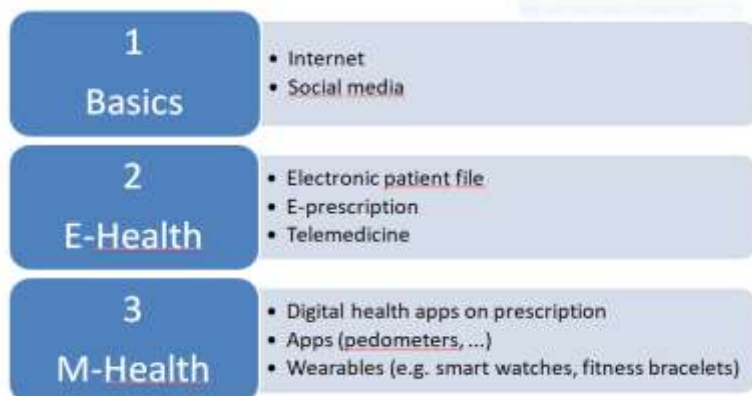 1
Basics
• Internet
• Social media
2
E-Health
• Electronic patient file
• E-prescription
• Telemedicine
3
M-Health
• Digital health apps on prescription
• Apps (pedometers, ...)
• Wearables (e.g. smart watches, fitness bracelets)